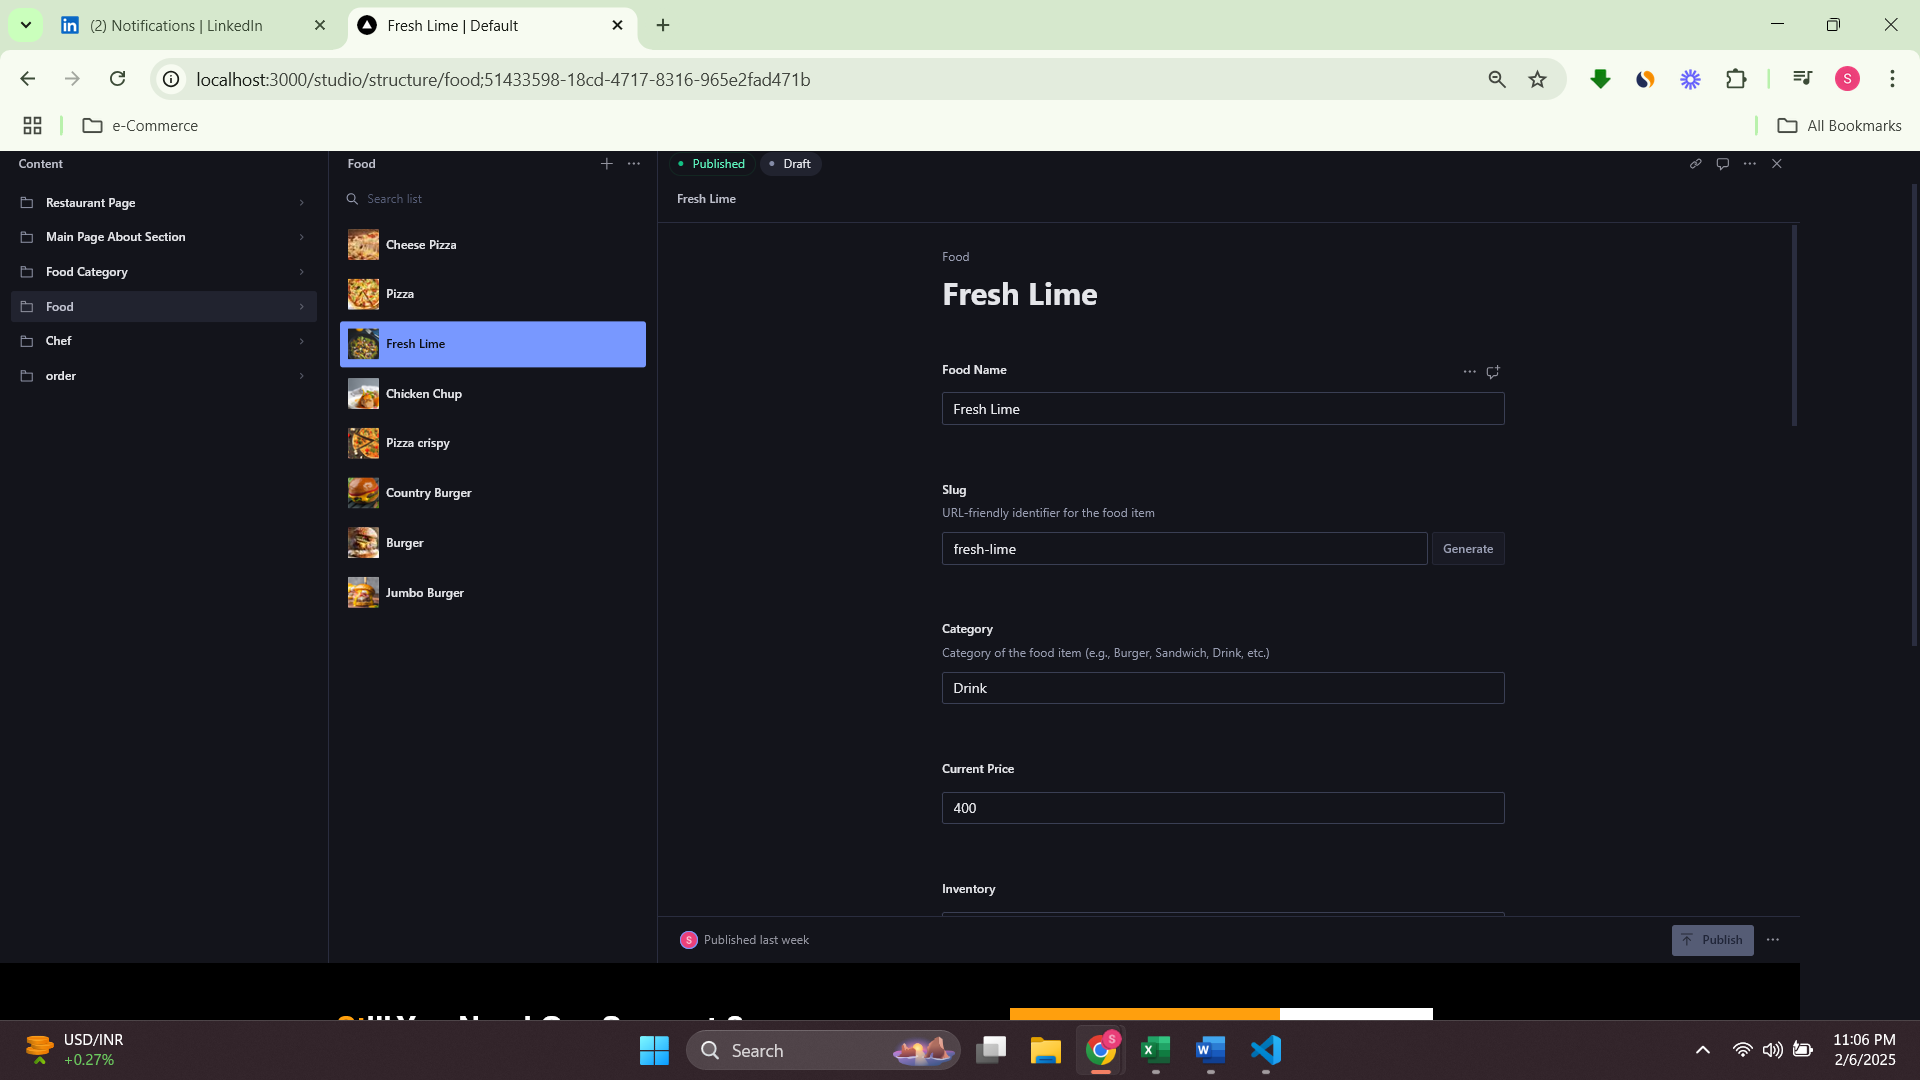 (2) Notifications | LinkedIn
Fresh Lime | Default
localhost:3000/studio/structure/food;51433598-18cd-4717-8316-965e2fad471b
S
e-Commerce
All Bookmarks
Content
Restaurant Page
Main Page About Section
Food Category
Food
Chef
order
Food
Search list
Cheese Pizza
Pizza
Fresh Lime
Chicken Chup
Pizza crispy
Country Burger
Burger
Jumbo Burger
Published
Draft
Fresh Lime
Food
Fresh Lime
Food Name
Fresh Lime
Slug
URL-friendly identifier for the food item
fresh-lime
Generate
Category
Category of the food item (e.g., Burger, Sandwich, Drink, etc.)
Drink
Current Price
400
Inventory
S
Published last week
Publish
USD/INR
+0.27%
Search
S
11:06 PM
2/6/2025